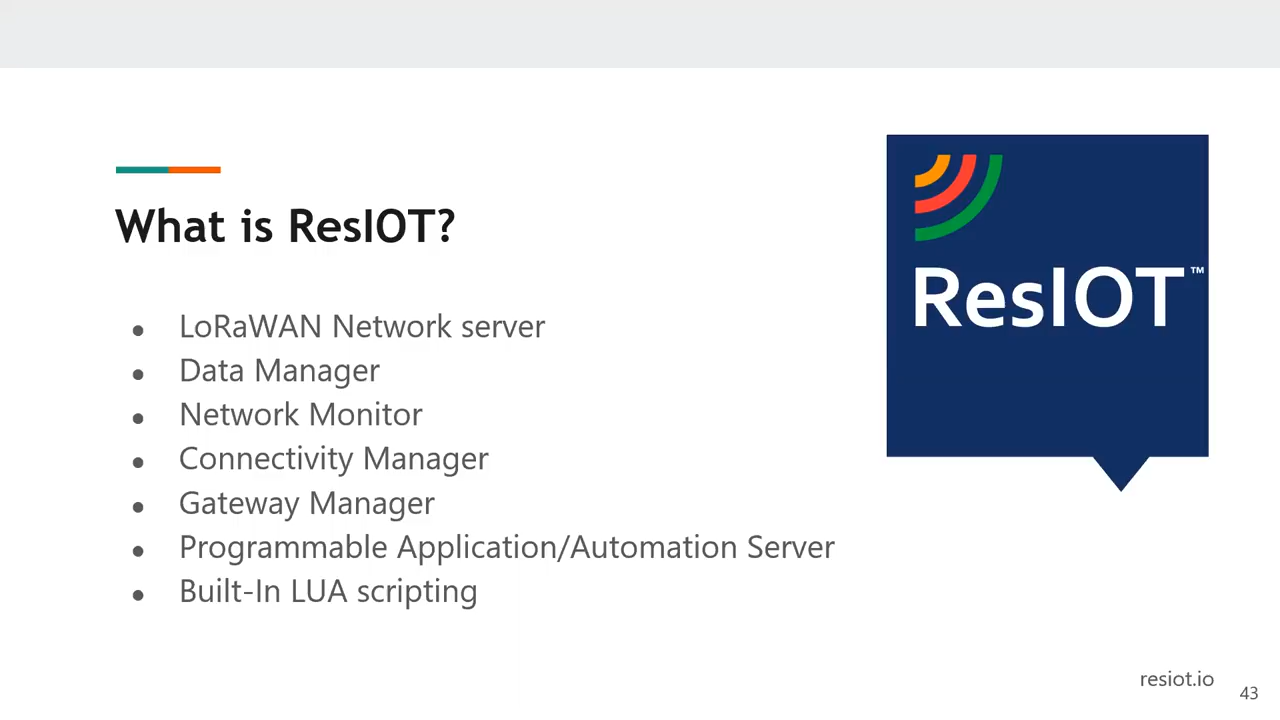 What is ResIOT?
ResIOT™
● LoRaWAN Network server
● Data Manager
● Network Monitor
● Connectivity Manager
● Gateway Manager
● Programmable Application/Automation Server
● Built-In LUA scripting
resiot.io
43